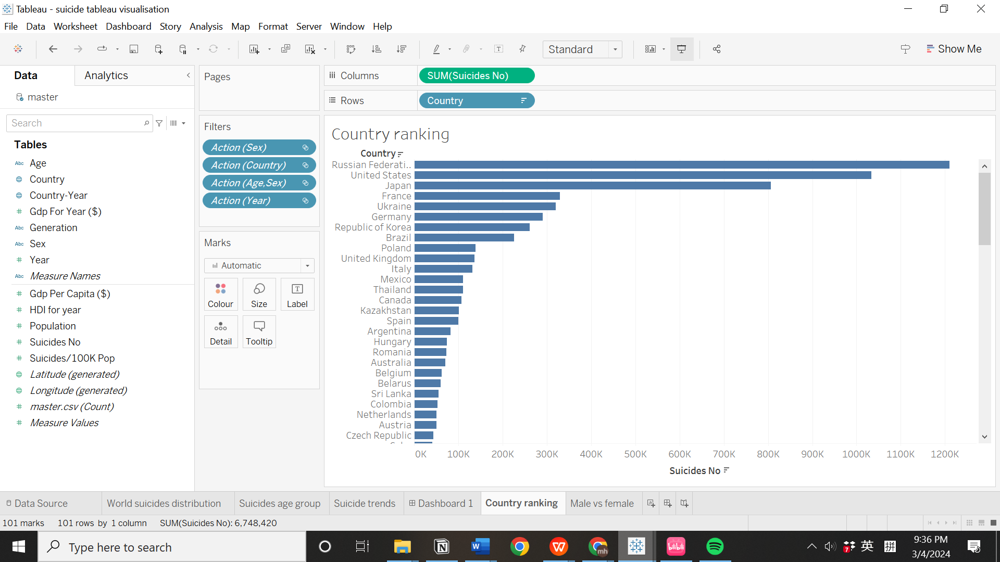 Tableau - suicide tableau visualisation
File Data Worksheet Dashboard Story Analysis Map Format Server Window Help
Standard
Show Me
Data
Analytics
master
Search
Tables
Abc Age
Country
Country-Year
# Gdp For Year ($)
Abc Generation
Abc Sex
# Year
Abc Measure Names
# Gdp Per Capita ($)
# HDI for year
# Population
# Suicides No
# Suicides/100K Pop
Latitude (generated)
Longitude (generated)
# master.csv (Count)
# Measure Values
Pages
Filters
Action (Sex)
Action (Country)
Action (Age,Sex)
Action (Year)
Marks
Automatic
Colour
Size
Label
Detail
Tooltip
Columns
SUM(Suicides No)
Rows
Country
Country ranking
Country
Russian Federati..
United States
Japan
France
Ukraine
Germany
Republic of Korea
Brazil
Poland
United Kingdom
Italy
Mexico
Thailand
Canada
Kazakhstan
Spain
Argentina
Hungary
Romania
Australia
Belgium
Belarus
Sri Lanka
Colombia
Netherlands
Austria
Czech Republic
0K 100K 200K 300K 400K 500K 600K 700K 800K 900K 1000K 1100K 1200K
Suicides No
Data Source
World suicides distribution
Suicides age group
Suicide trends
Dashboard 1
Country ranking
Male vs female
101 marks 101 rows by 1 column SUM(Suicides No): 6,748,420
Type here to search
N
W
mh
bilibili
7
英
拼
9:36 PM
3/4/2024